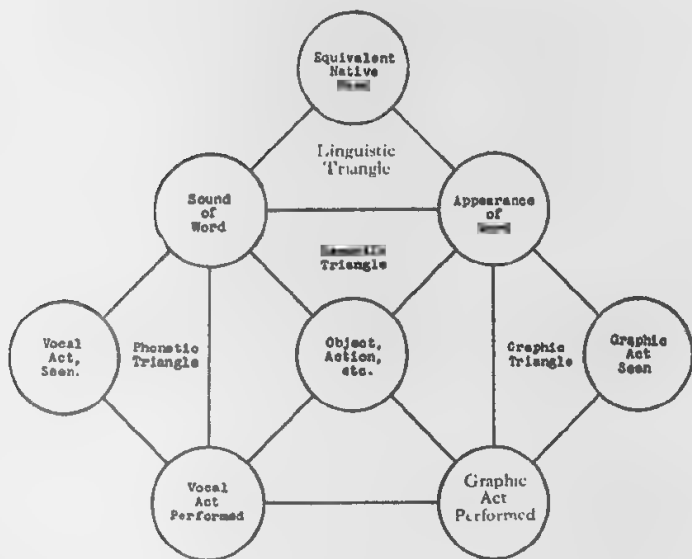 Equivalent
Native
Linguistic
Triangle
Sound
of
Word
Appearance
of
Triangle
Vocal
Act,
Seen.
Phonetic
Triangle
Object,
Action,
etc.
Graphic
Triangle
Graphic
Act
Seen
Vocal
Act
Performed
Graphic
Act
Performed